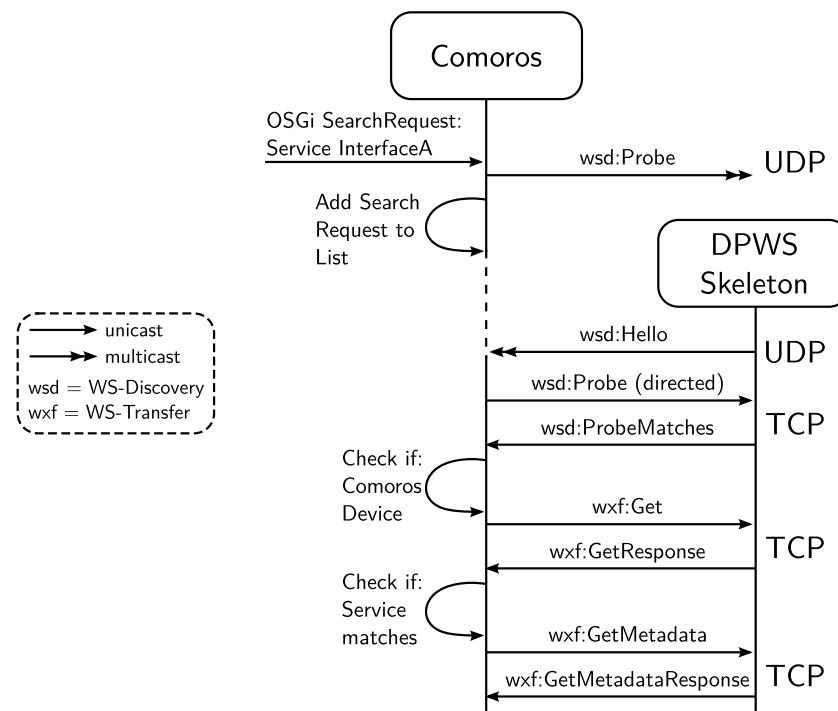 Comoros
OSGi SearchRequest:
Service InterfaceA
wsd:Probe
UDP
Add Search
Request to
List
DPWS
Skeleton
unicast
multicast
wsd = WS-Discovery
wxf = WS-Transfer
wsd:Hello
UDP
wsd:Probe (directed)
TCP
wsd:ProbeMatches
Check if:
Comoros
Device
wxf:Get
TCP
wxf:GetResponse
Check if:
Service
matches
wxf:GetMetadata
TCP
wxf:GetMetadataResponse